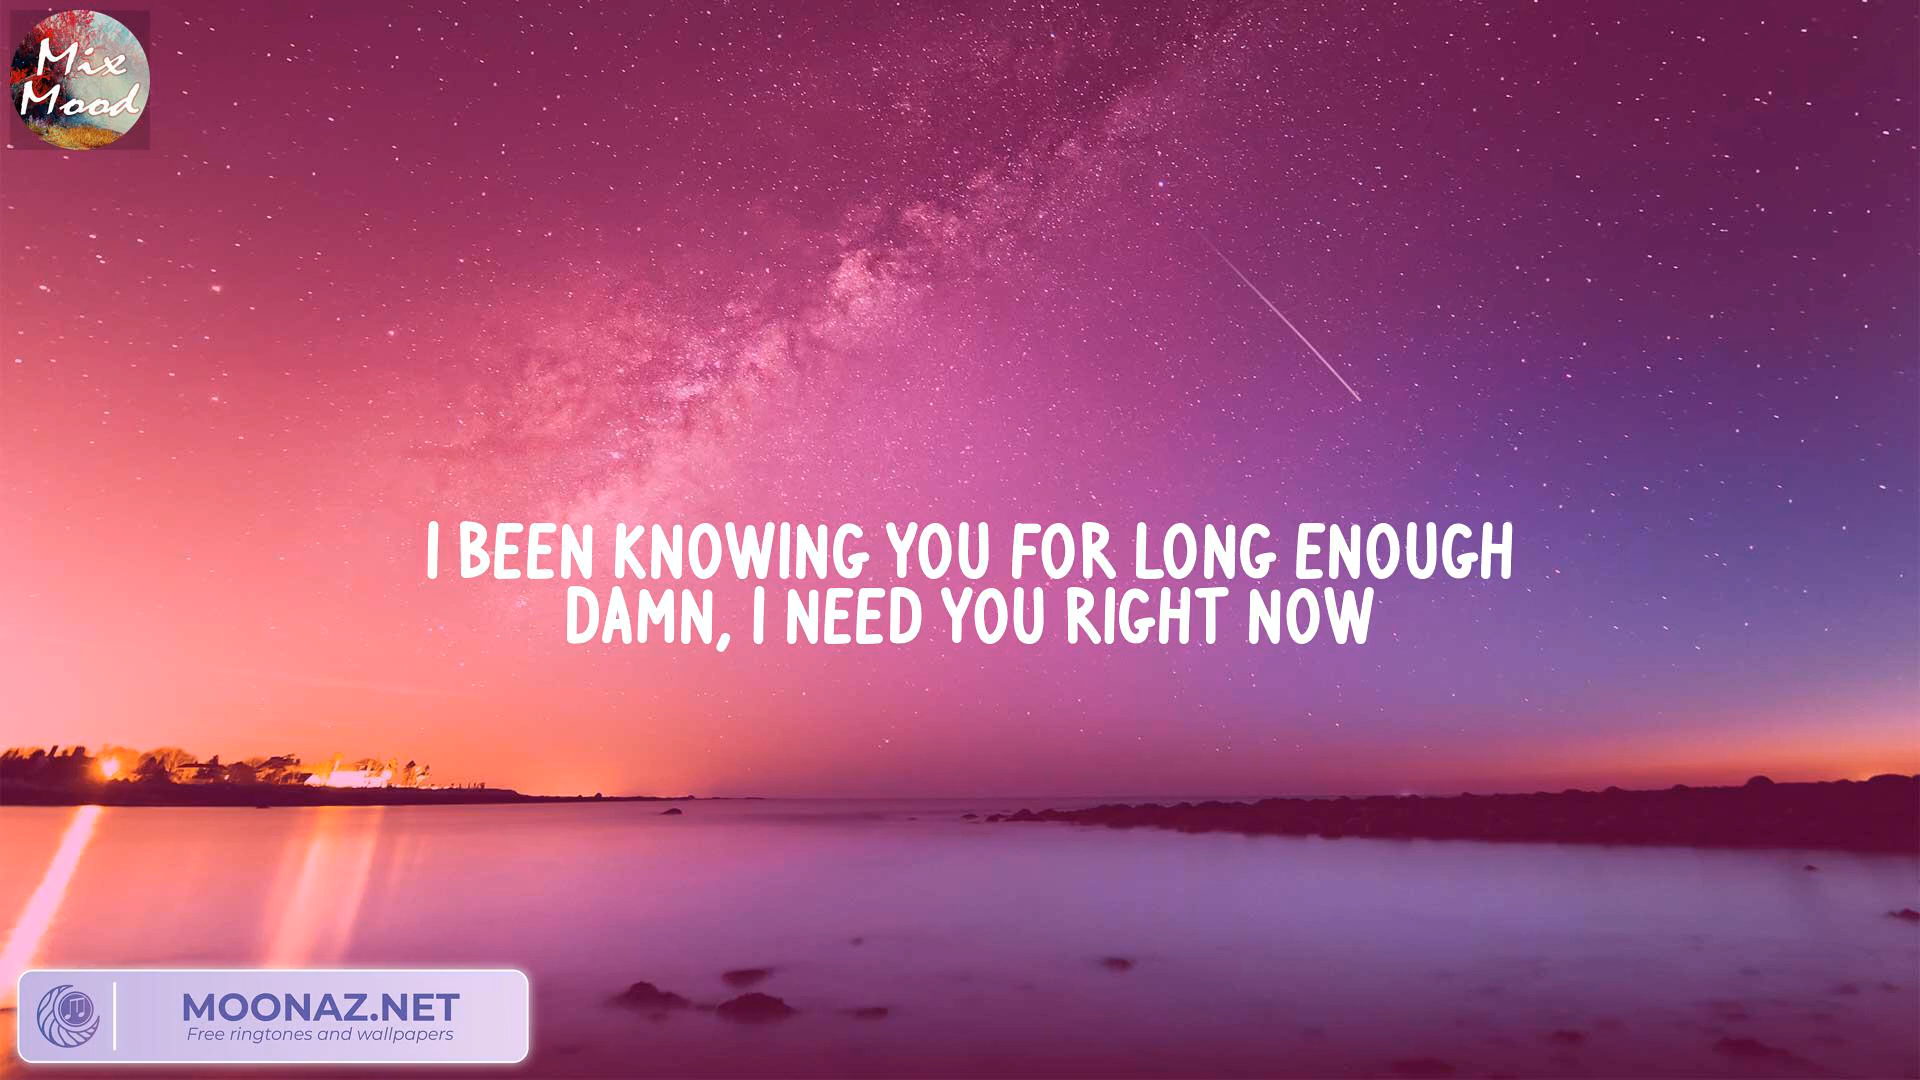 Mix
Mood
I BEEN KNOWING YOU FOR LONG ENOUGH
DAMN, I NEED YOU RIGHT NOW
MOONAZ.NET
Free ringtones and wallpapers